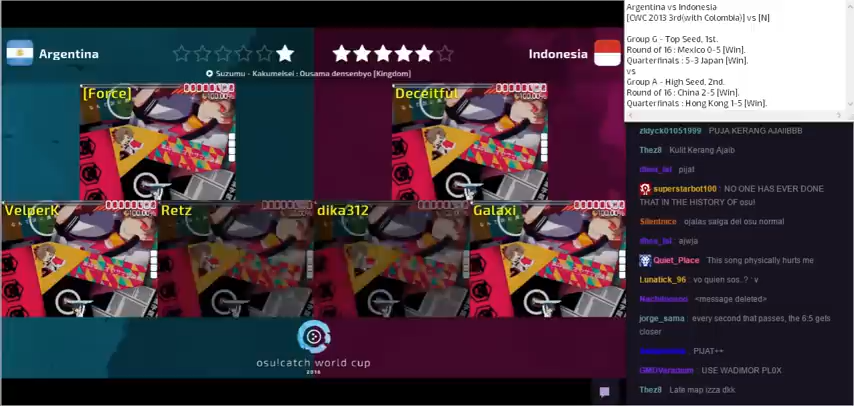 Argentina
Indonesia
Suzumu - Kakumeisei : Ousama densenbyo [Kingdom]
[Force]
Deceitful
VelperK
Retz
dika312
Galaxi
osu!catch world cup
2016
Argentina vs Indonesia
[CWC 2013 3rd(with Colombia)] vs [N]
Group G - Top Seed, 1st.
Round of 16 : Mexico 0-5 [Win].
Quarterfinals : 5-3 Japan [Win].
vs
Group A - High Seed, 2nd.
Round of 16 : China 2-5 [Win].
Quarterfinals : Hong Kong 1-5 [Win].
zldyck01051999 : PUJA KERANG AJAIIBBB
Thez8 : Kulit Kerang Ajaib
pijat
superstarbot100 : NO ONE HAS EVER DONE
THAT IN THE HISTORY OF osu!
Silentnice : ojalas salga del osu normal
ajwja
Quiet_Place : This song physically hurts me
Lunatick_96 : vo quien sos..? : v
<message deleted>
jorge_sama : every second that passes, the 6:5 gets
closer
PIJAT++
USE WADIMOR PL0X
Thez8 : Late map izza dkk